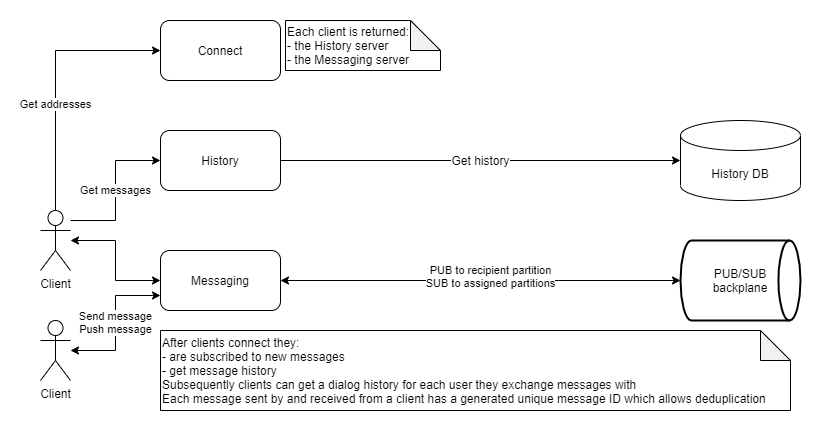 Each client is returned:
- the History server
- the Messaging server
Connect
Get addresses
History
Get history
History DB
Get messages
Client
Messaging
PUB to recipient partition
SUB to assigned partitions
PUB/SUB
backplane
Send message
Push message
Client
After clients connect they:
- are subscribed to new messages
- get message history
Subsequently clients can get a dialog history for each user they exchange messages with
Each message sent by and received from a client has a generated unique message ID which allows deduplication